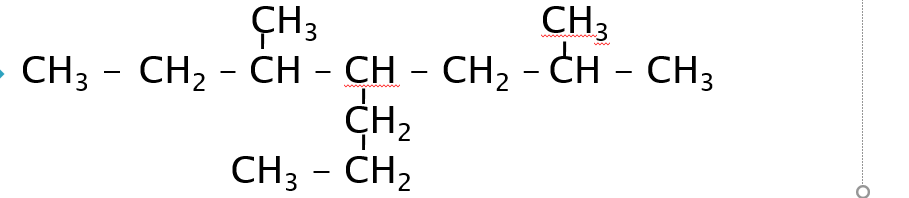 CH₃ CH₃
CH₃ – CH₂ – CH – CH – CH₂ – CH – CH₃
CH₂
CH₃ – CH₂